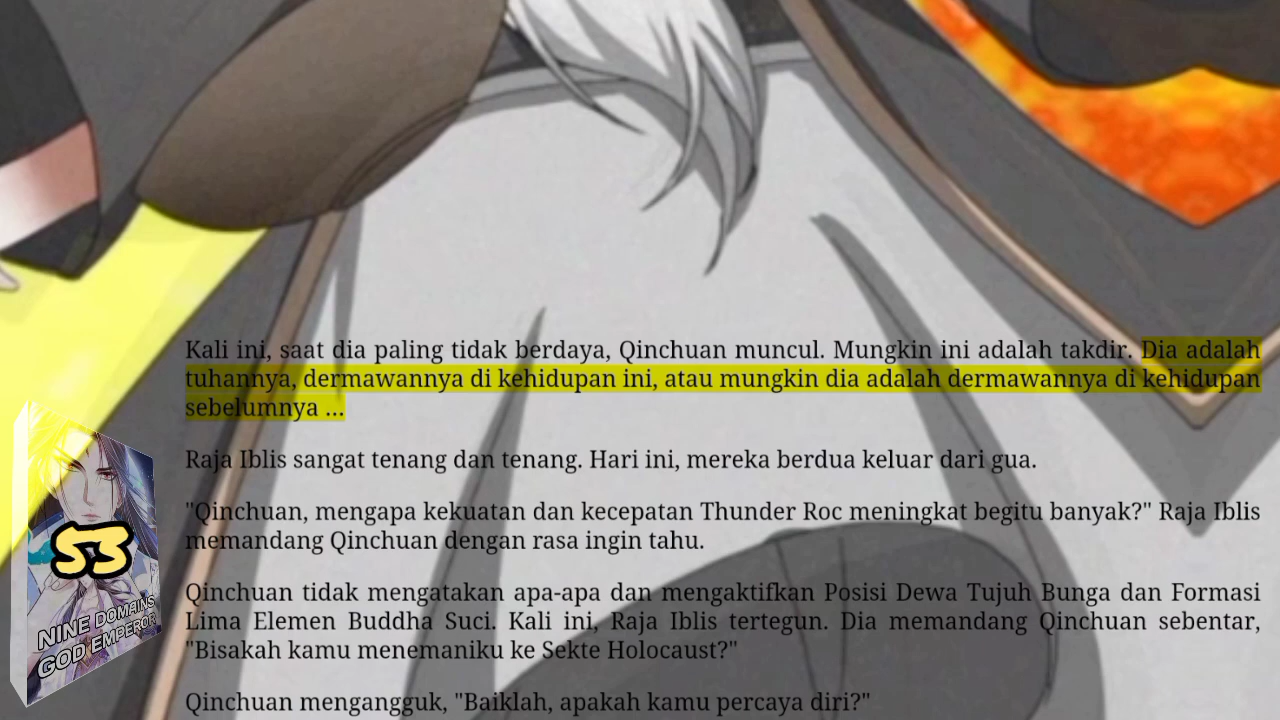 Kali ini, saat dia paling tidak berdaya, Qinchuan muncul. Mungkin ini adalah takdir. Dia adalah
tuhannya, dermawannya di kehidupan ini, atau mungkin dia adalah dermawannya di kehidupan
sebelumnya ...
Raja Iblis sangat tenang dan tenang. Hari ini, mereka berdua keluar dari gua.
"Qinchuan, mengapa kekuatan dan kecepatan Thunder Roc meningkat begitu banyak?" Raja Iblis
memandang Qinchuan dengan rasa ingin tahu.
Qinchuan tidak mengatakan apa-apa dan mengaktifkan Posisi Dewa Tujuh Bunga dan Formasi
Lima Elemen Buddha Suci. Kali ini, Raja Iblis tertegun. Dia memandang Qinchuan sebentar,
"Bisakah kamu menemaniku ke Sekte Holocaust?"
Qinchuan mengangguk, "Baiklah, apakah kamu percaya diri?"
53
NINE DOMAINS
GOD EMPEROR